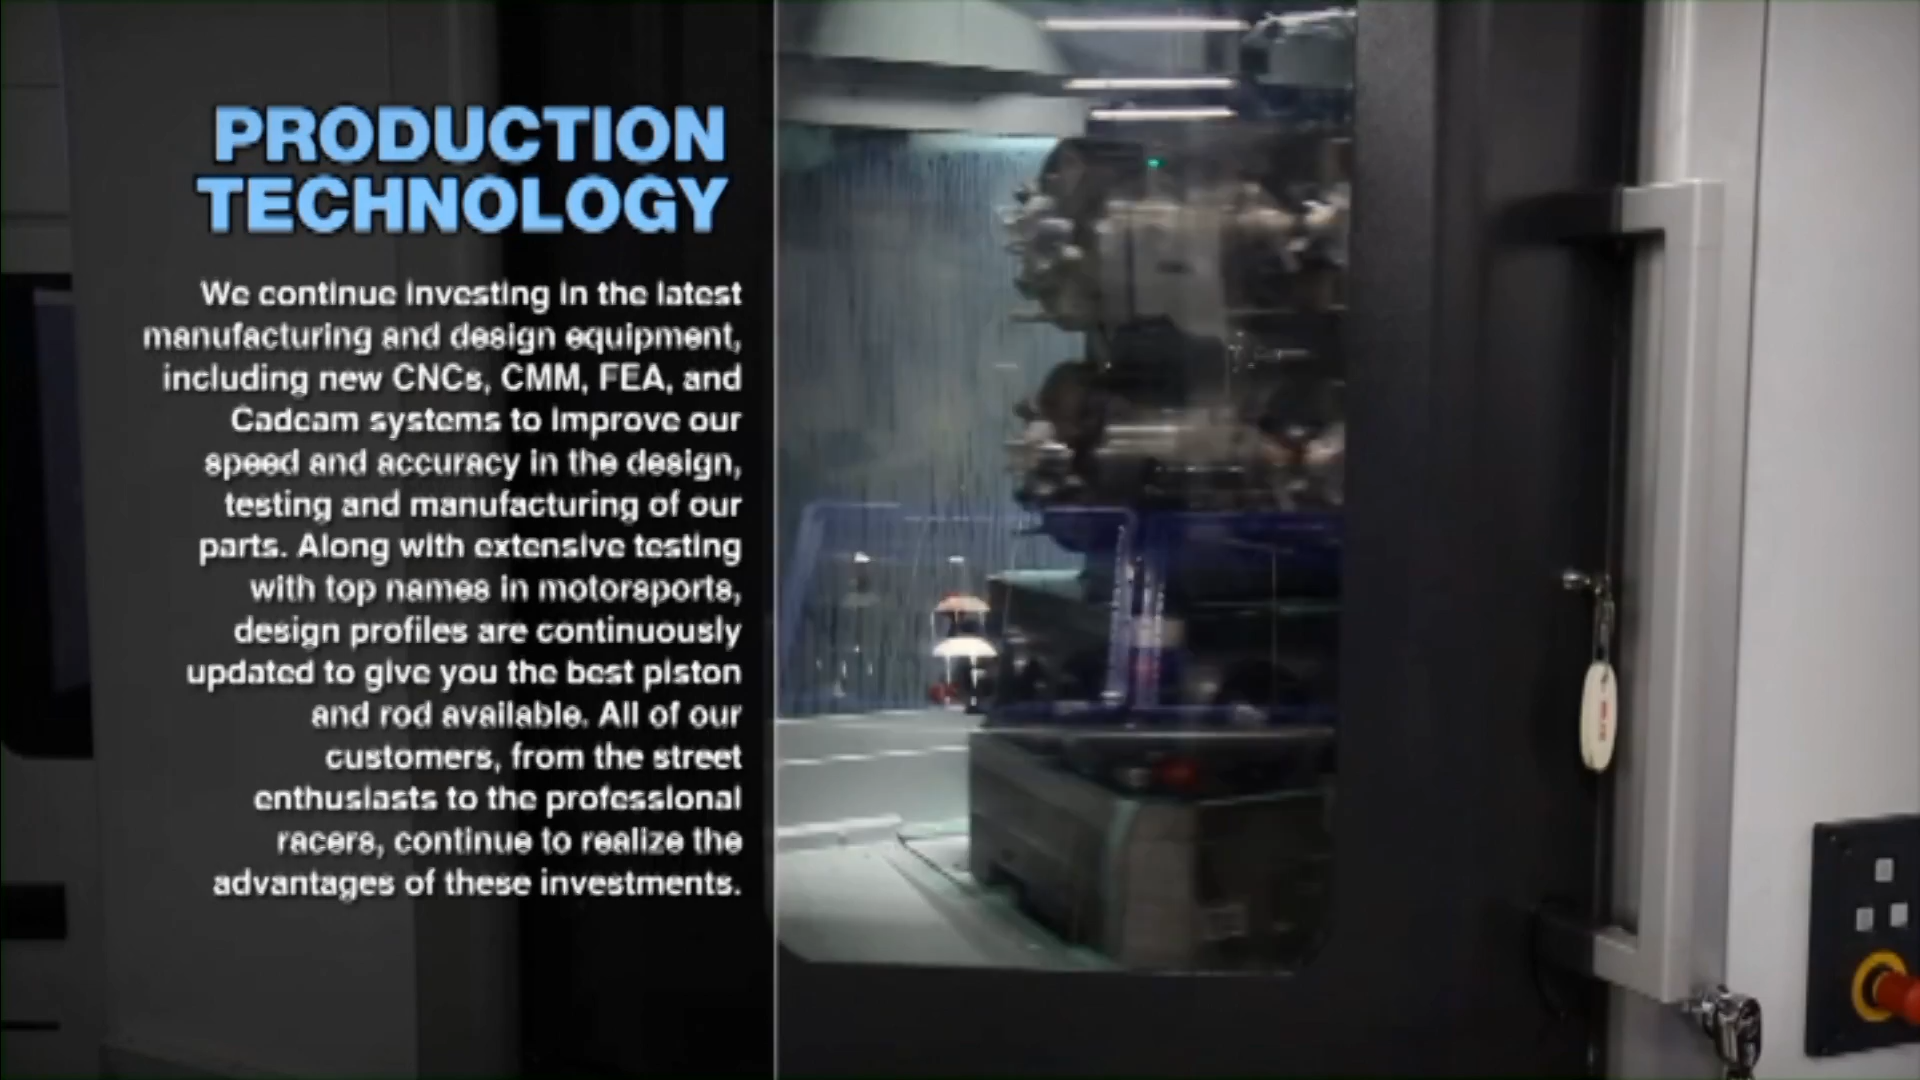 PRODUCTION
TECHNOLOGY
We continue investing in the latest
manufacturing and design equipment,
including new CNCs, CMM, FEA, and
Cadcam systems to improve our
speed and accuracy in the design,
testing and manufacturing of our
parts. Along with extensive testing
with top names in motorsports,
design profiles are continuously
updated to give you the best piston
and rod available. All of our
customers, from the street
enthusiasts to the professional
racers, continue to realize the
advantages of these investments.